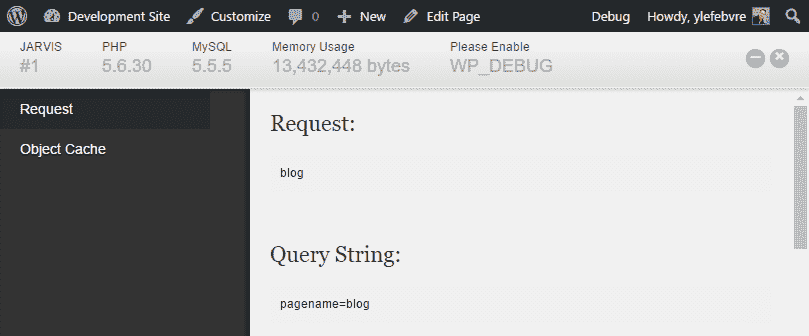 Development Site Customize 0 New Edit Page Debug Howdy, ylefebvre
JARVIS PHP MySQL Memory Usage Please Enable
#1 5.6.30 5.5.5 13,432,448 bytes WP_DEBUG
Request
Object Cache
Request:
blog
Query String:
pagename=blog